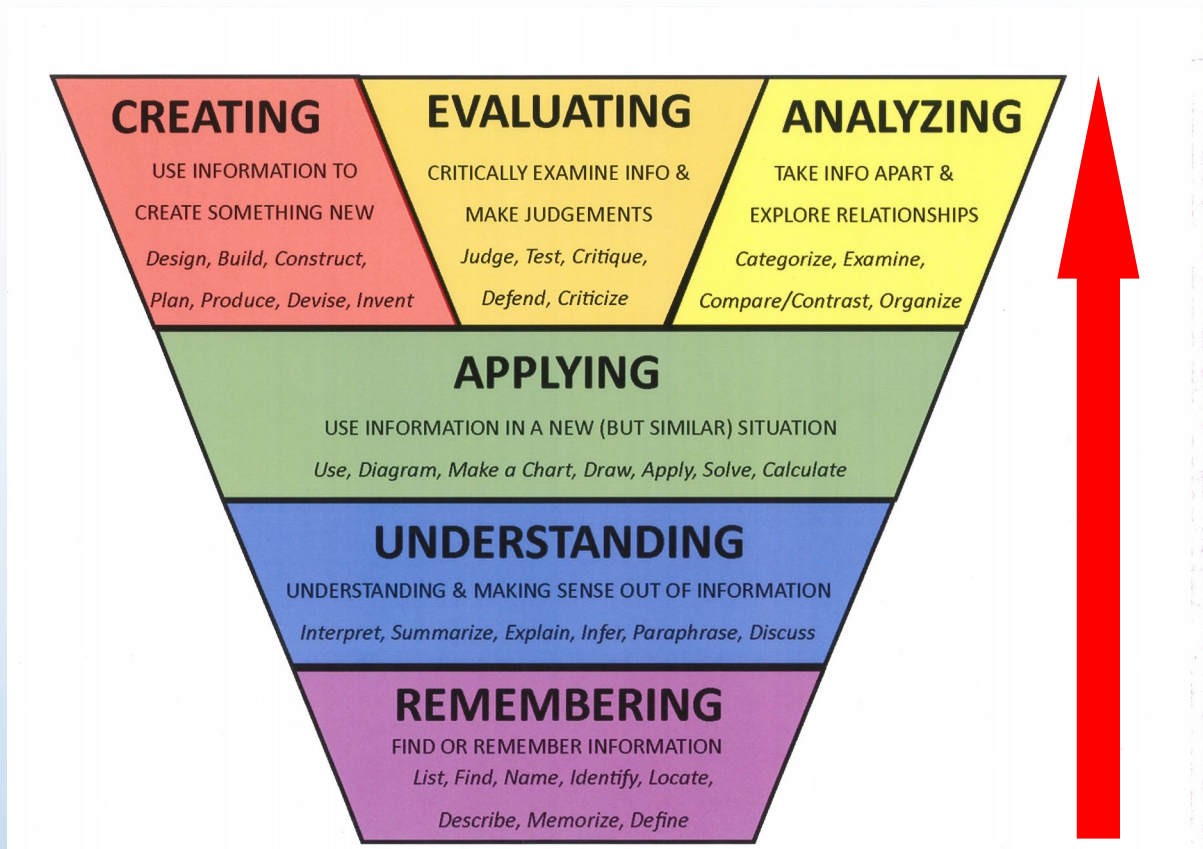 CREATING
USE INFORMATION TO
CREATE SOMETHING NEW
Design, Build, Construct,
Plan, Produce, Devise, Invent
EVALUATING
CRITICALLY EXAMINE INFO &
MAKE JUDGEMENTS
Judge, Test, Critique,
Defend, Criticize
ANALYZING
TAKE INFO APART &
EXPLORE RELATIONSHIPS
Categorize, Examine,
Compare/Contrast, Organize
APPLYING
USE INFORMATION IN A NEW (BUT SIMILAR) SITUATION
Use, Diagram, Make a Chart, Draw, Apply, Solve, Calculate
UNDERSTANDING
UNDERSTANDING & MAKING SENSE OUT OF INFORMATION
Interpret, Summarize, Explain, Infer, Paraphrase, Discuss
REMEMBERING
FIND OR REMEMBER INFORMATION
List, Find, Name, Identify, Locate,
Describe, Memorize, Define